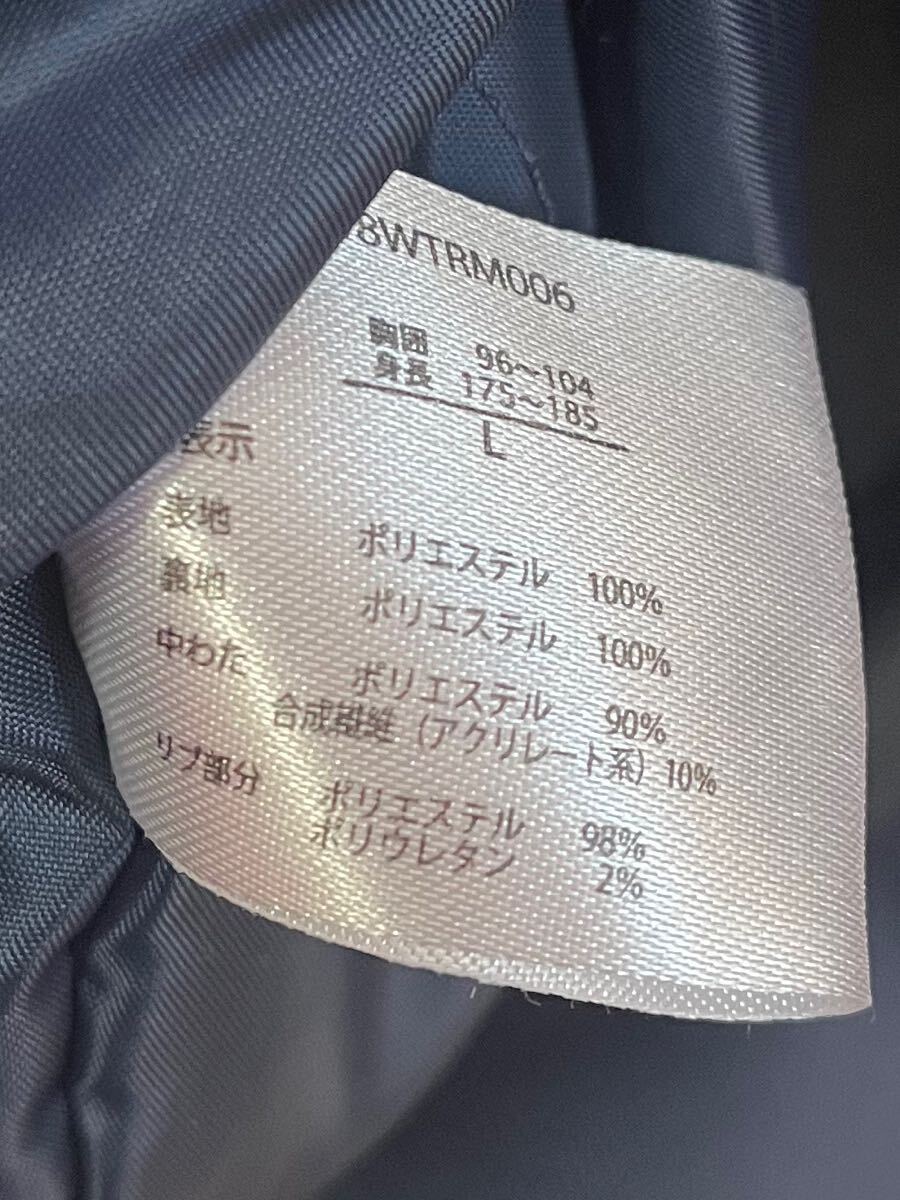 8WTRM006
胸囲 96～104
身長 175～185
L
表示
表地 ポリエステル 100%
裏地 ポリエステル 100%
中わた ポリエステル 90%
合成繊維（アクリレート系）10%
リブ部分 ポリエステル 98%
ポリウレタン 2%